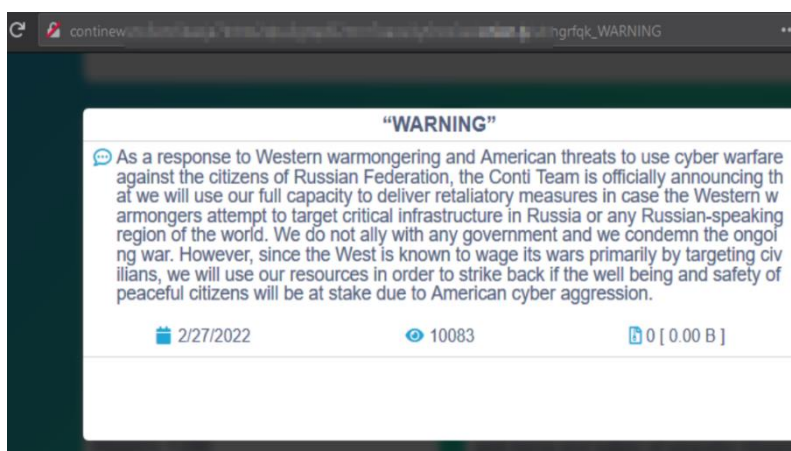 continew
hgrfqk_WARNING
“WARNING”
As a response to Western warmongering and American threats to use cyber warfare
against the citizens of Russian Federation, the Conti Team is officially announcing th
at we will use our full capacity to deliver retaliatory measures in case the Western w
armongers attempt to target critical infrastructure in Russia or any Russian-speaking
region of the world. We do not ally with any government and we condemn the ongoi
ng war. However, since the West is known to wage its wars primarily by targeting civ
ilians, we will use our resources in order to strike back if the well being and safety of
peaceful citizens will be at stake due to American cyber aggression.
2/27/2022 10083 0 [ 0.00 B ]